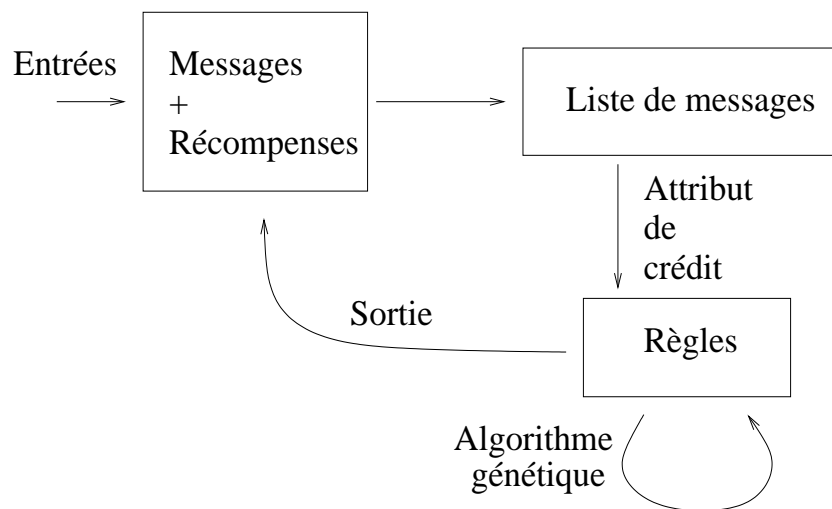 Entrées
Messages
+
Récompenses
Liste de messages
Attribut
de
crédit
Sortie
Règles
Algorithme
génétique